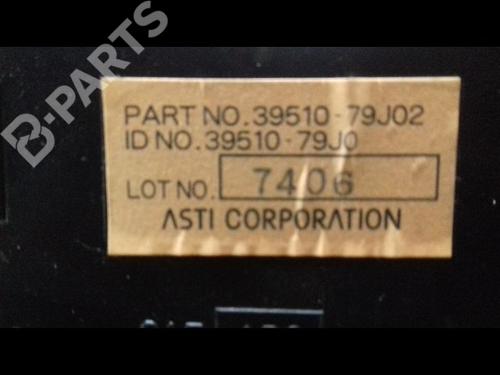 B-PARTS
PART NO. 39510-79J02
ID NO. 39510-79J0
LOT NO. 7406
ASTI CORPORATION